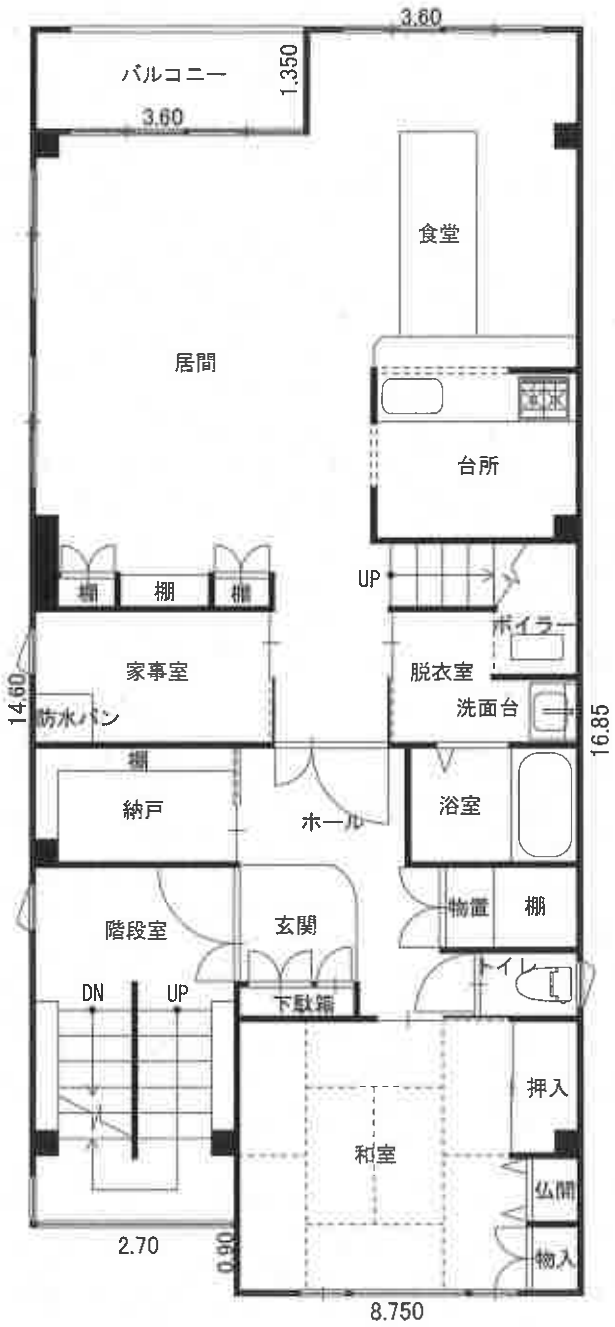 3.60
バルコニー
1.350
3.60
食堂
居間
台所
UP
棚
棚
棚
ボイラー
家事室
脱衣室
14.60
防水パン
洗面台
16.85
棚
納戸
ホール
浴室
階段室
玄関
物置
棚
トイレ
DN
UP
下駄箱
押入
和室
仏間
物入
2.70
0.90
8.750